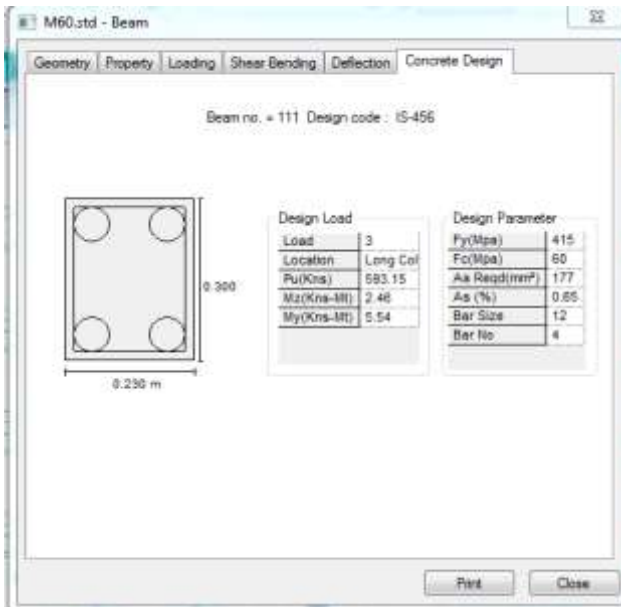 M60.std - Beam
Geometry Property Loading Shear Bending Deflection Concrete Design
Beam no. = 111 Design code : IS-456
0.300
0.230 m
Design Load
Load 3
Location Long Col
Pu(Kns) 583.15
Mz(Kns-Mt) 2.46
My(Kns-Mt) 5.54
Design Parameter
Fy(Mpa) 415
Fc(Mpa) 60
As Reqd(mm²) 177
As (%) 0.65
Bar Size 12
Bar No 4
Print Close